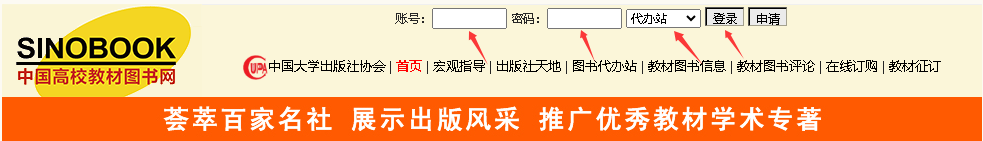 账号： 密码： 代办站 登录 申请
SINOBOOK
中国高校教材图书网
CUPA 中国大学出版社协会 | 首页 | 宏观指导 | 出版社天地 | 图书代办站 | 教材图书信息 | 教材图书评论 | 在线订购 | 教材征订
荟萃百家名社 展示出版风采 推广优秀教材学术专著